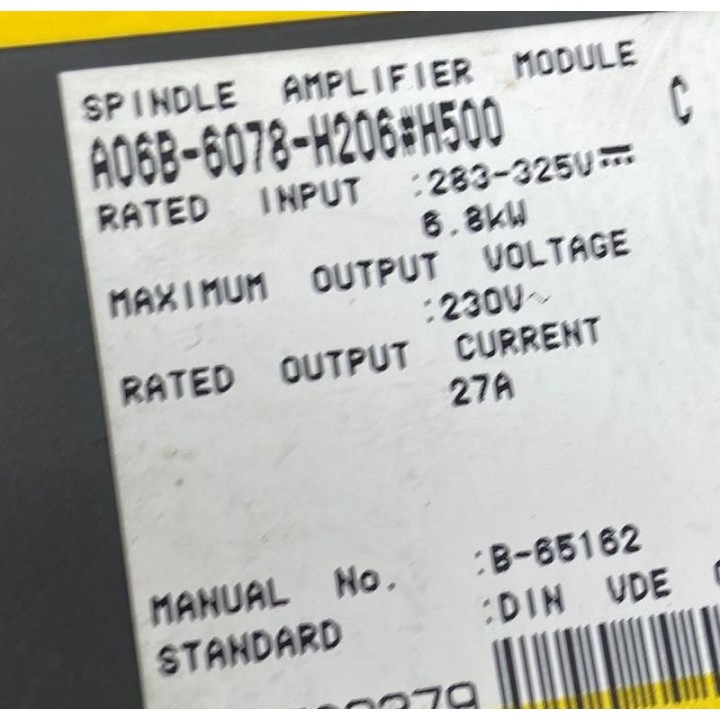 SPINDLE AMPLIFIER MODULE
A06B-6078-H206#H500 C
RATED INPUT :283-325V⎓
6.8kW
MAXIMUM OUTPUT VOLTAGE
:230V~
RATED OUTPUT CURRENT
27A
MANUAL No. :B-65162
STANDARD :DIN VDE